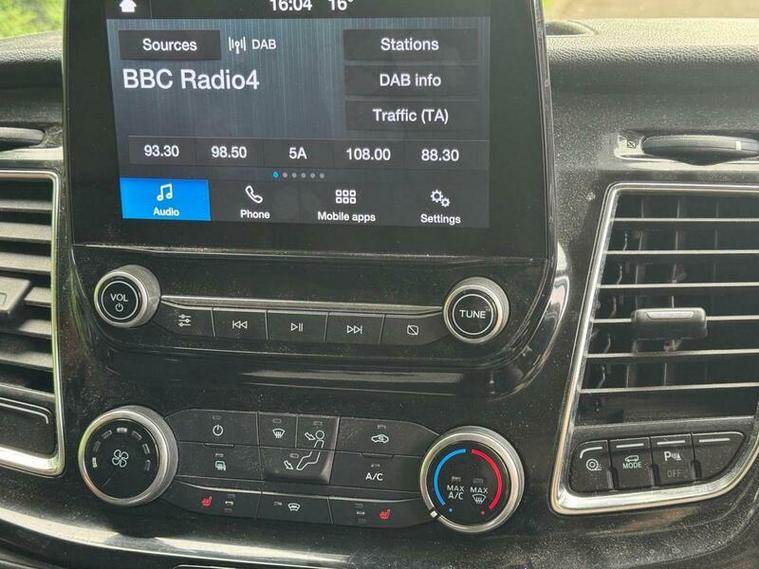 16:04 16°
Sources DAB Stations
BBC Radio4 DAB info
Traffic (TA)
93.30 98.50 5A 108.00 88.30
Audio Phone Mobile apps Settings
VOL TUNE
A/C
MAX A/C MAX
MODE P OFF